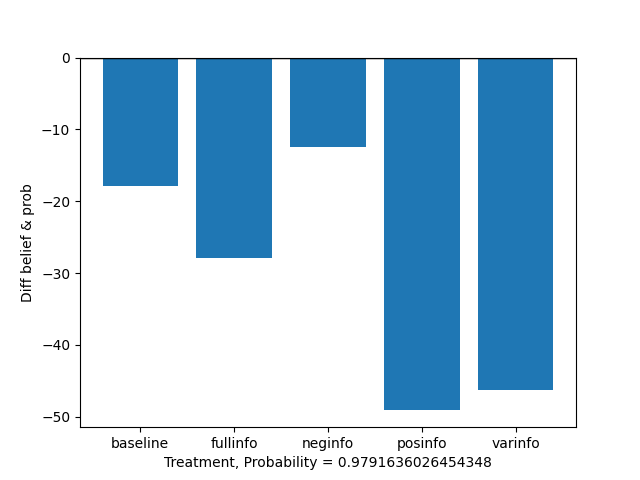 0
−10
−20
−30
−40
−50
Diff belief & prob
baseline fullinfo neginfo posinfo varinfo
Treatment, Probability = 0.9791636026454348